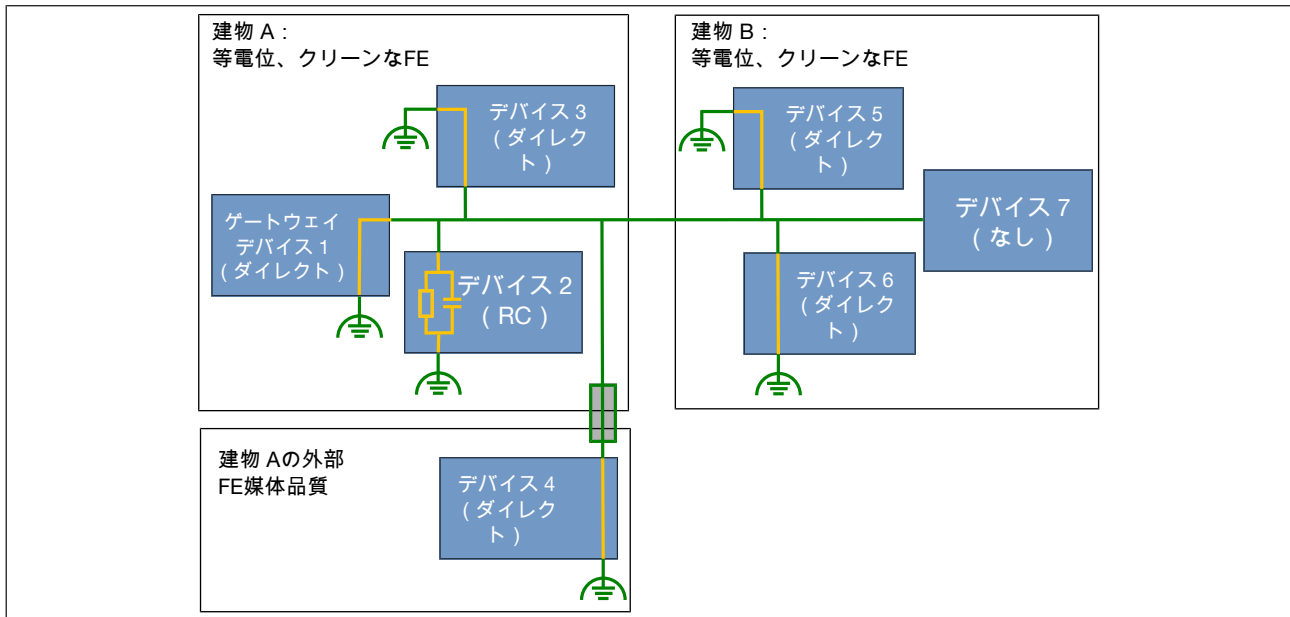 建物 A：
等電位、クリーンなFE
建物 B：
等電位、クリーンなFE
デバイス 3
（ダイレク
ト）
デバイス 5
（ダイレク
ト）
ゲートウェイ
デバイス 1
（ダイレクト）
デバイス 7
（なし）
デバイス 2
（RC）
デバイス 6
（ダイレク
ト）
建物 Aの外部
FE媒体品質
デバイス 4
（ダイレク
ト）